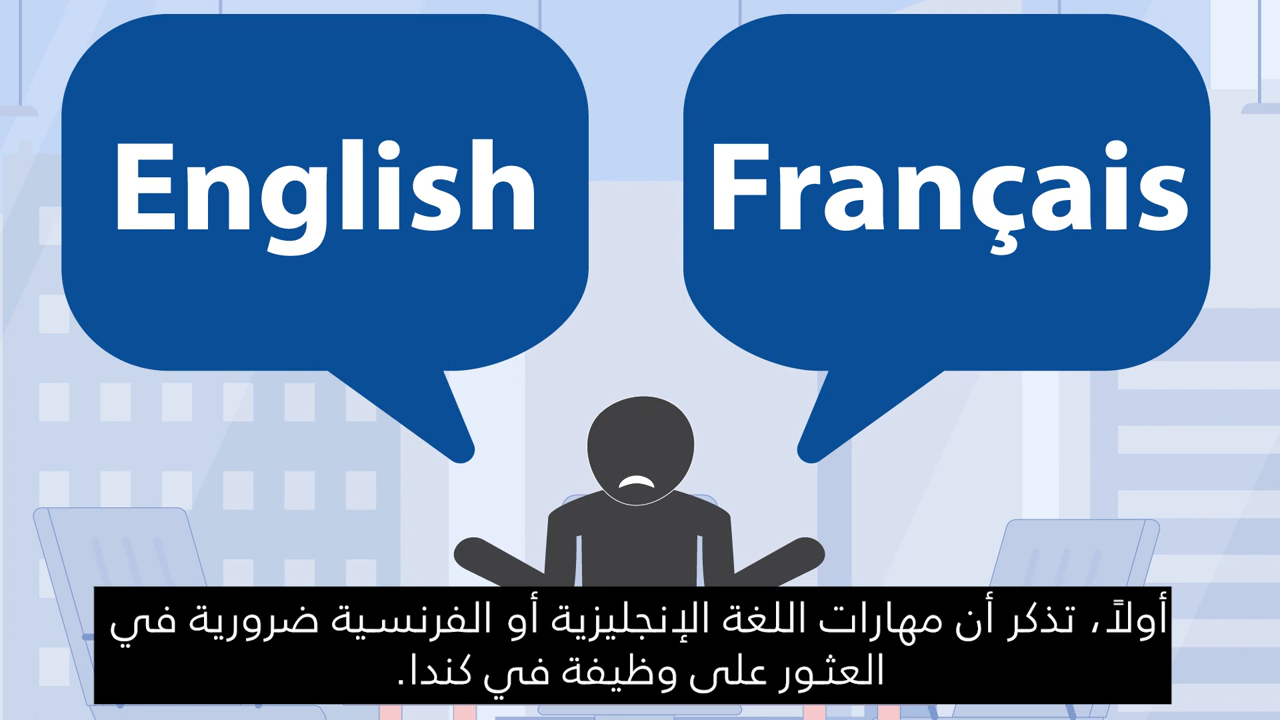 English
Français
أولاً، تذكر أن مهارات اللغة الإنجليزية أو الفرنسية ضرورية في
العثور على وظيفة في كندا.